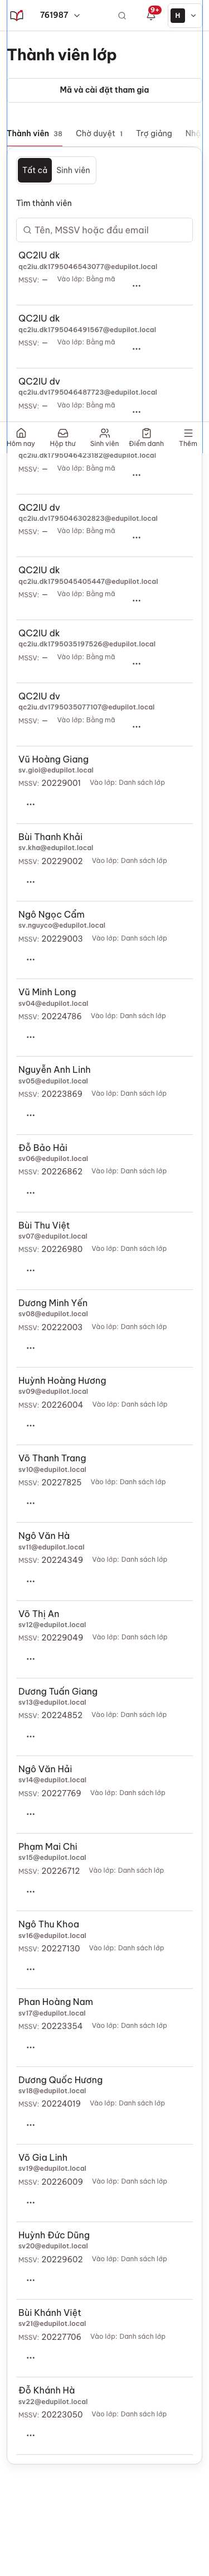 761987
9+
H
Thành viên lớp
Mã và cài đặt tham gia
Thành viên 38 Chờ duyệt 1 Trợ giảng
Tất cả Sinh viên
Tìm thành viên
Tên, MSSV hoặc đầu email
QC2IU dk
qc2iu.dk1795046543077@edupilot.local
MSSV: — Vào lớp: Bằng mã
QC2IU dk
qc2iu.dk1795046491567@edupilot.local
MSSV: — Vào lớp: Bằng mã
QC2IU dv
qc2iu.dv1795046487723@edupilot.local
MSSV: — Vào lớp: Bằng mã
Hôm nay Hộp thư Sinh viên Điểm danh Thêm
qc2iu.dk1795046423182@edupilot.local
MSSV: — Vào lớp: Bằng mã
QC2IU dv
qc2iu.dv1795046302823@edupilot.local
MSSV: — Vào lớp: Bằng mã
QC2IU dk
qc2iu.dk1795045405447@edupilot.local
MSSV: — Vào lớp: Bằng mã
QC2IU dk
qc2iu.dk1795035197526@edupilot.local
MSSV: — Vào lớp: Bằng mã
QC2IU dv
qc2iu.dv1795035077107@edupilot.local
MSSV: — Vào lớp: Bằng mã
Vũ Hoàng Giang
sv.gioi@edupilot.local
MSSV: 20229001 Vào lớp: Danh sách lớp
Bùi Thanh Khải
sv.kha@edupilot.local
MSSV: 20229002 Vào lớp: Danh sách lớp
Ngô Ngọc Cẩm
sv.nguyco@edupilot.local
MSSV: 20229003 Vào lớp: Danh sách lớp
Vũ Minh Long
sv04@edupilot.local
MSSV: 20224786 Vào lớp: Danh sách lớp
Nguyễn Anh Linh
sv05@edupilot.local
MSSV: 20223869 Vào lớp: Danh sách lớp
Đỗ Bảo Hải
sv06@edupilot.local
MSSV: 20226862 Vào lớp: Danh sách lớp
Bùi Thu Việt
sv07@edupilot.local
MSSV: 20226980 Vào lớp: Danh sách lớp
Dương Minh Yến
sv08@edupilot.local
MSSV: 20222003 Vào lớp: Danh sách lớp
Huỳnh Hoàng Hương
sv09@edupilot.local
MSSV: 20226004 Vào lớp: Danh sách lớp
Võ Thanh Trang
sv10@edupilot.local
MSSV: 20227825 Vào lớp: Danh sách lớp
Ngô Văn Hà
sv11@edupilot.local
MSSV: 20224349 Vào lớp: Danh sách lớp
Võ Thị An
sv12@edupilot.local
MSSV: 20229049 Vào lớp: Danh sách lớp
Dương Tuấn Giang
sv13@edupilot.local
MSSV: 20224852 Vào lớp: Danh sách lớp
Ngô Văn Hải
sv14@edupilot.local
MSSV: 20227769 Vào lớp: Danh sách lớp
Phạm Mai Chi
sv15@edupilot.local
MSSV: 20226712 Vào lớp: Danh sách lớp
Ngô Thu Khoa
sv16@edupilot.local
MSSV: 20227130 Vào lớp: Danh sách lớp
Phan Hoàng Nam
sv17@edupilot.local
MSSV: 20223354 Vào lớp: Danh sách lớp
Dương Quốc Hương
sv18@edupilot.local
MSSV: 20224019 Vào lớp: Danh sách lớp
Võ Gia Linh
sv19@edupilot.local
MSSV: 20226009 Vào lớp: Danh sách lớp
Huỳnh Đức Dũng
sv20@edupilot.local
MSSV: 20229602 Vào lớp: Danh sách lớp
Bùi Khánh Việt
sv21@edupilot.local
MSSV: 20227706 Vào lớp: Danh sách lớp
Đỗ Khánh Hà
sv22@edupilot.local
MSSV: 20223050 Vào lớp: Danh sách lớp